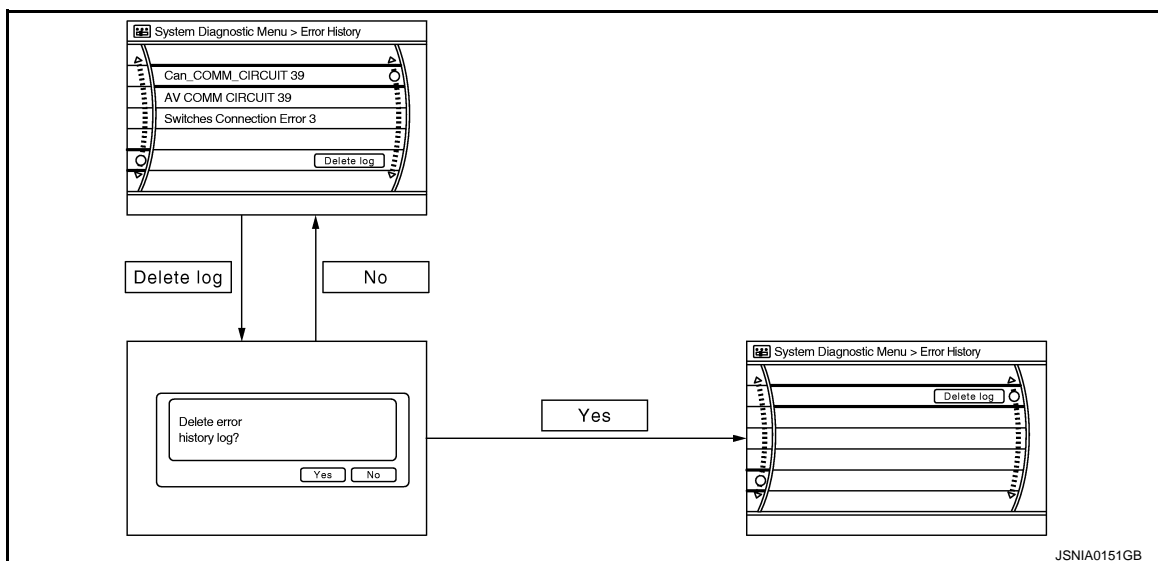 System Diagnostic Menu > Error History
Can_COMM_CIRCUIT 39
AV COMM CIRCUIT 39
Switches Connection Error 3
Delete log
Delete log
No
Delete error
history log?
Yes
No
Yes
System Diagnostic Menu > Error History
Delete log
JSNIA0151GB